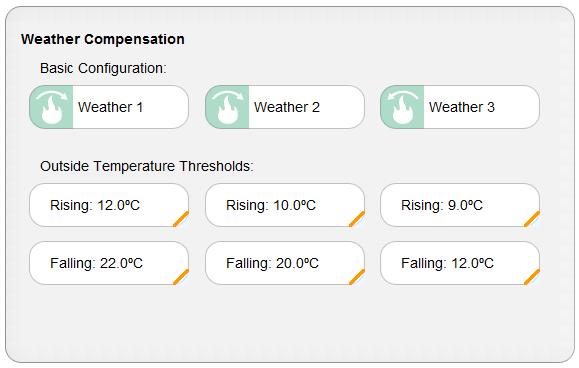 Weather Compensation
Basic Configuration:
Weather 1 Weather 2 Weather 3
Outside Temperature Thresholds:
Rising: 12.0ºC Rising: 10.0ºC Rising: 9.0ºC
Falling: 22.0ºC Falling: 20.0ºC Falling: 12.0ºC